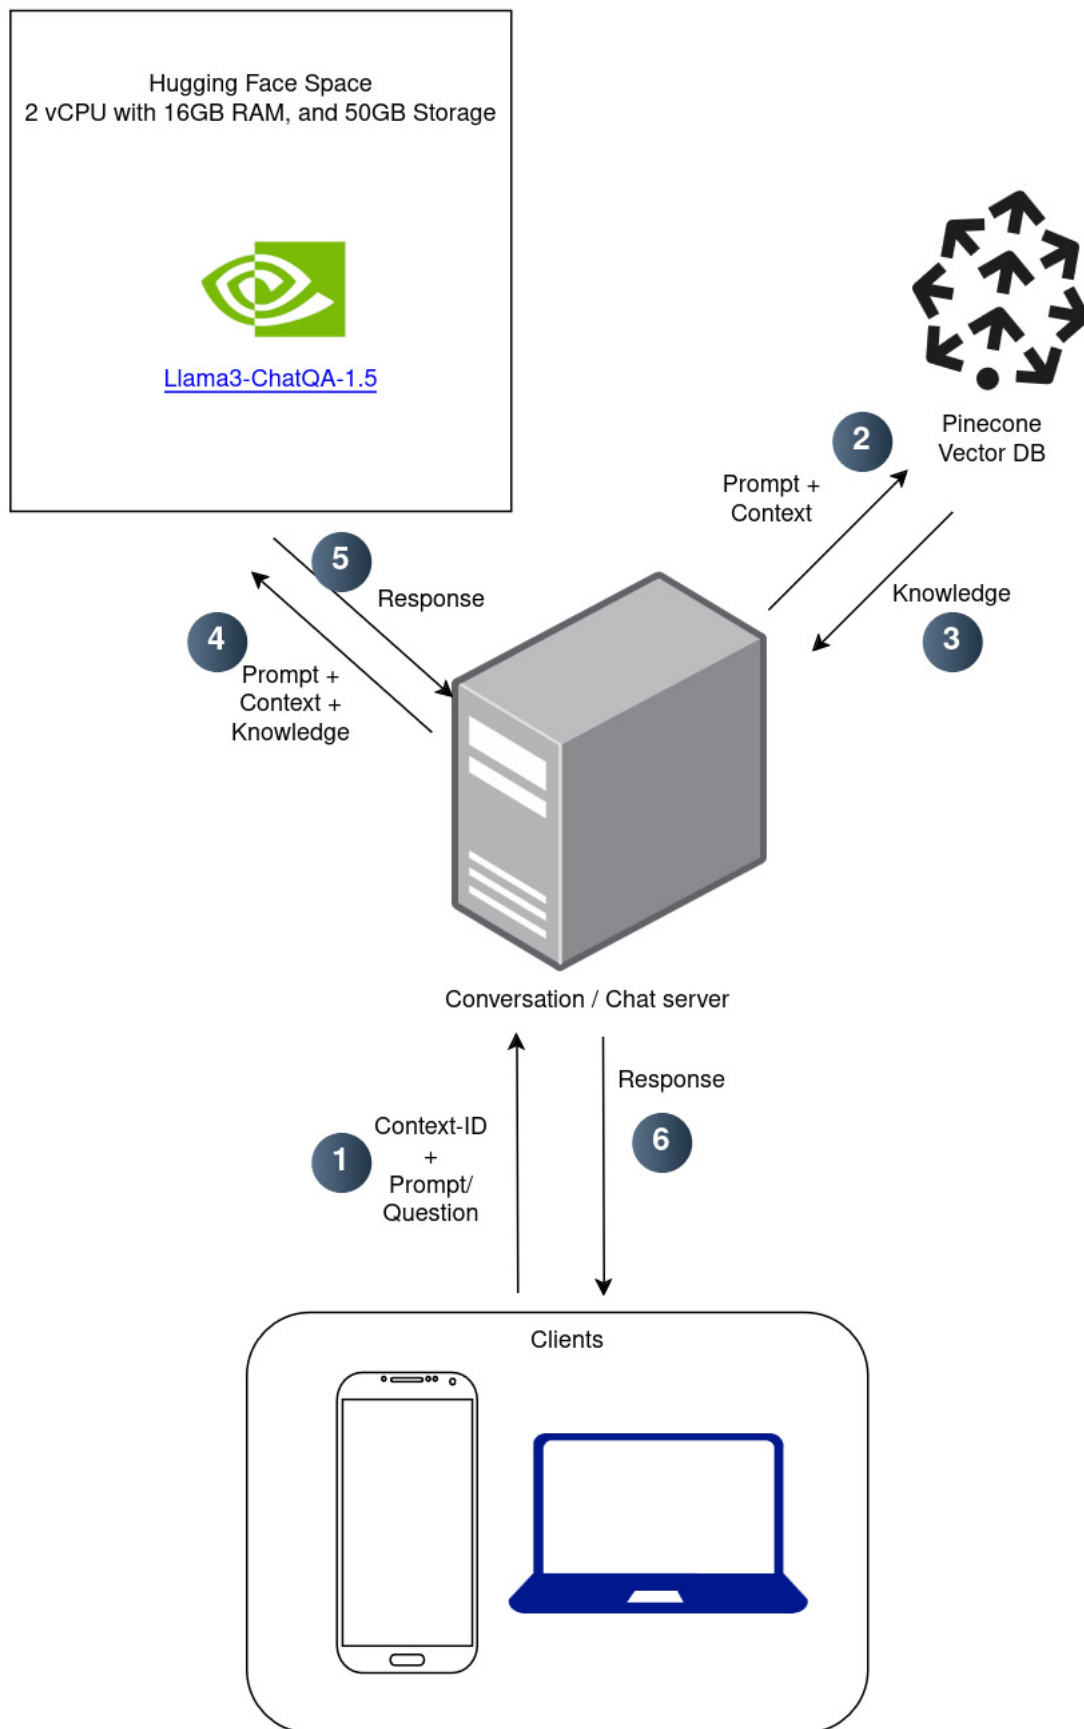 Hugging Face Space
2 vCPU with 16GB RAM, and 50GB Storage
Llama3-ChatQA-1.5
Pinecone
Vector DB
2
Prompt +
Context
Knowledge
3
5
Response
4
Prompt +
Context +
Knowledge
Conversation / Chat server
Response
6
1
Context-ID
+
Prompt/
Question
Clients